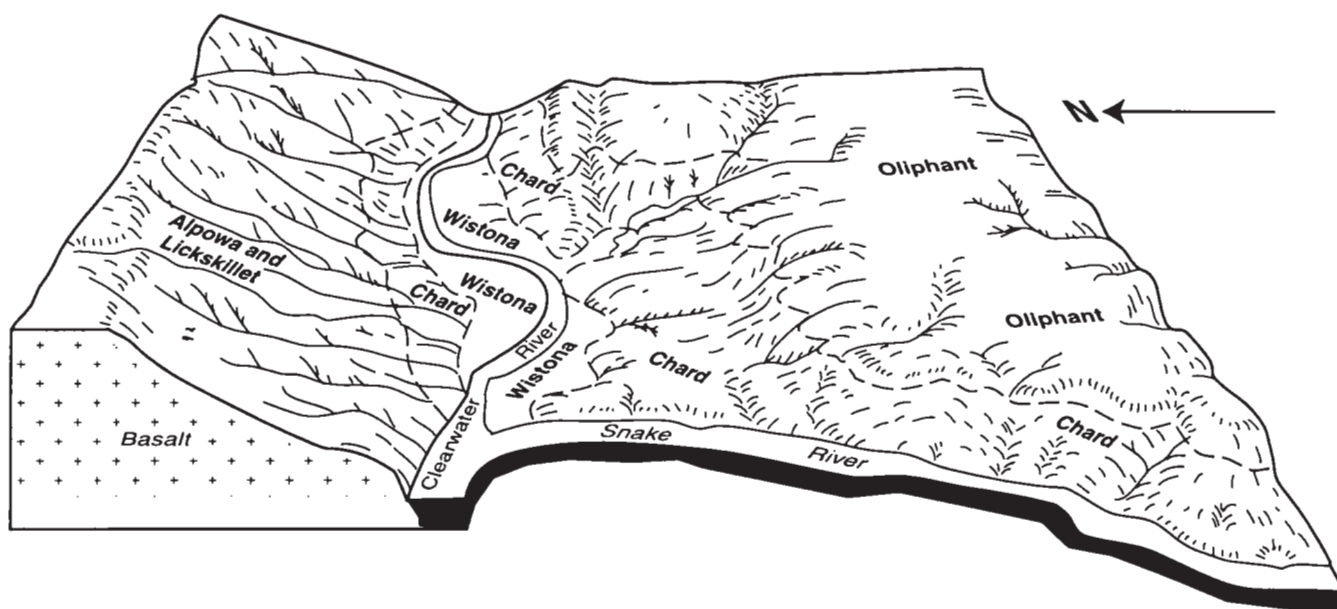 N
Oliphant
Chard
Wistona
Alpowa and
Lickskillet
Wistona
Chard
Oliphant
River
Wistona
Chard
Chard
Clearwater
Snake
River
Basalt